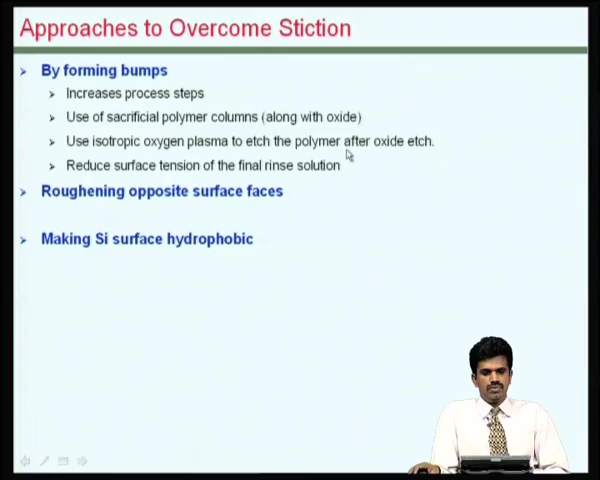 Approaches to Overcome Stiction
By forming bumps
Increases process steps
Use of sacrificial polymer columns (along with oxide)
Use isotropic oxygen plasma to etch the polymer after oxide etch.
Reduce surface tension of the final rinse solution
Roughening opposite surface faces
Making Si surface hydrophobic